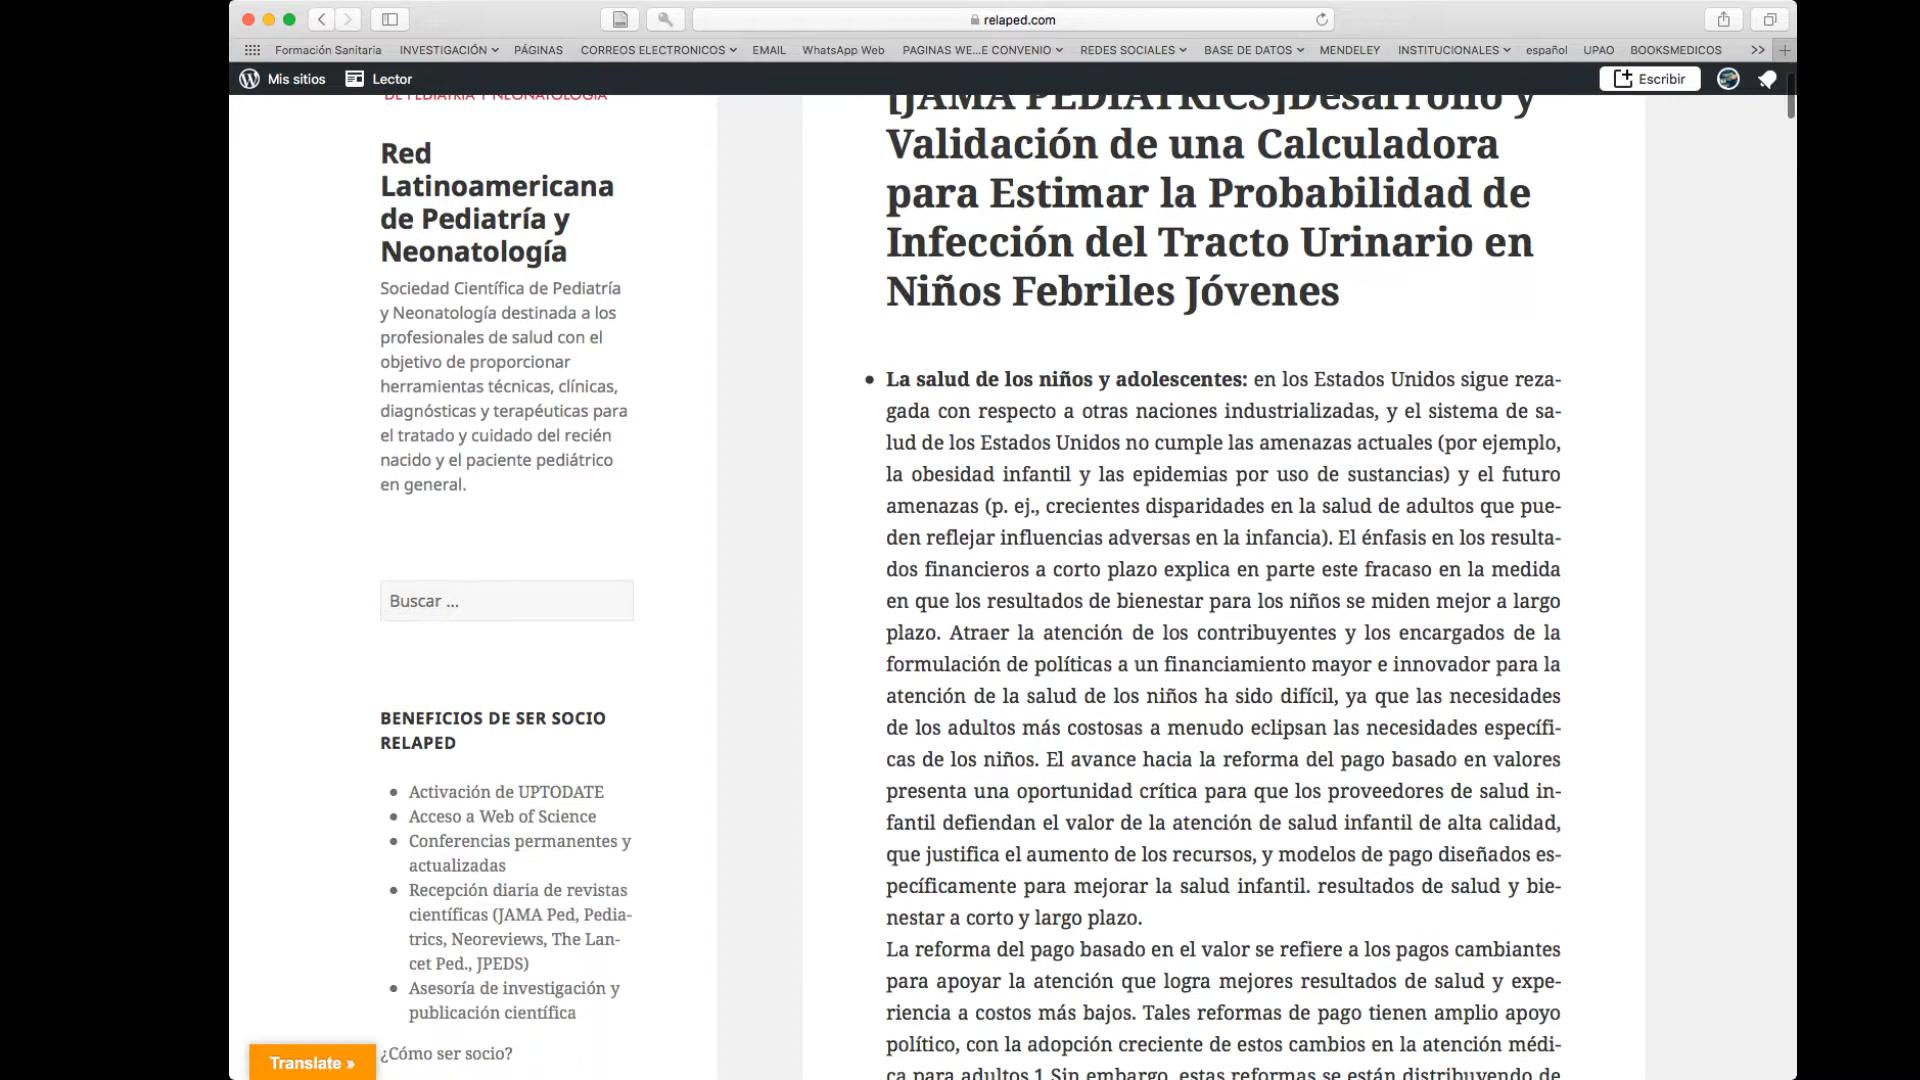 relaped.com
Formación Sanitaria INVESTIGACIÓN PÁGINAS CORREOS ELECTRONICOS EMAIL WhatsApp Web PAGINAS WE...E CONVENIO REDES SOCIALES BASE DE DATOS MENDELEY INSTITUCIONALES español UPAO BOOKSMEDICOS >> +
Mis sitios Lector Escribir
DE PEDIATRÍA Y NEONATOLOGÍA
Red
Latinoamericana
de Pediatría y
Neonatología
Sociedad Científica de Pediatría
y Neonatología destinada a los
profesionales de salud con el
objetivo de proporcionar
herramientas técnicas, clínicas,
diagnósticas y terapéuticas para
el tratado y cuidado del recién
nacido y el paciente pediátrico
en general.
Buscar ...
BENEFICIOS DE SER SOCIO
RELAPED
Activación de UPTODATE
Acceso a Web of Science
Conferencias permanentes y
actualizadas
Recepción diaria de revistas
científicas (JAMA Ped, Pedia-
trics, Neoreviews, The Lan-
cet Ped., JPEDS)
Asesoría de investigación y
publicación científica
¿Cómo ser socio?
Translate »
[JAMA PEDIATRICS]Desarrollo y
Validación de una Calculadora
para Estimar la Probabilidad de
Infección del Tracto Urinario en
Niños Febriles Jóvenes
La salud de los niños y adolescentes: en los Estados Unidos sigue reza-
gada con respecto a otras naciones industrializadas, y el sistema de sa-
lud de los Estados Unidos no cumple las amenazas actuales (por ejemplo,
la obesidad infantil y las epidemias por uso de sustancias) y el futuro
amenazas (p. ej., crecientes disparidades en la salud de adultos que pue-
den reflejar influencias adversas en la infancia). El énfasis en los resulta-
dos financieros a corto plazo explica en parte este fracaso en la medida
en que los resultados de bienestar para los niños se miden mejor a largo
plazo. Atraer la atención de los contribuyentes y los encargados de la
formulación de políticas a un financiamiento mayor e innovador para la
atención de la salud de los niños ha sido difícil, ya que las necesidades
de los adultos más costosas a menudo eclipsan las necesidades específi-
cas de los niños. El avance hacia la reforma del pago basado en valores
presenta una oportunidad crítica para que los proveedores de salud in-
fantil defiendan el valor de la atención de salud infantil de alta calidad,
que justifica el aumento de los recursos, y modelos de pago diseñados es-
pecíficamente para mejorar la salud infantil. resultados de salud y bie-
nestar a corto y largo plazo.
La reforma del pago basado en el valor se refiere a los pagos cambiantes
para apoyar la atención que logra mejores resultados de salud y expe-
riencia a costos más bajos. Tales reformas de pago tienen amplio apoyo
político, con la adopción creciente de estos cambios en la atención médi-
ca para adultos.1 Sin embargo, estas reformas se están distribuyendo de